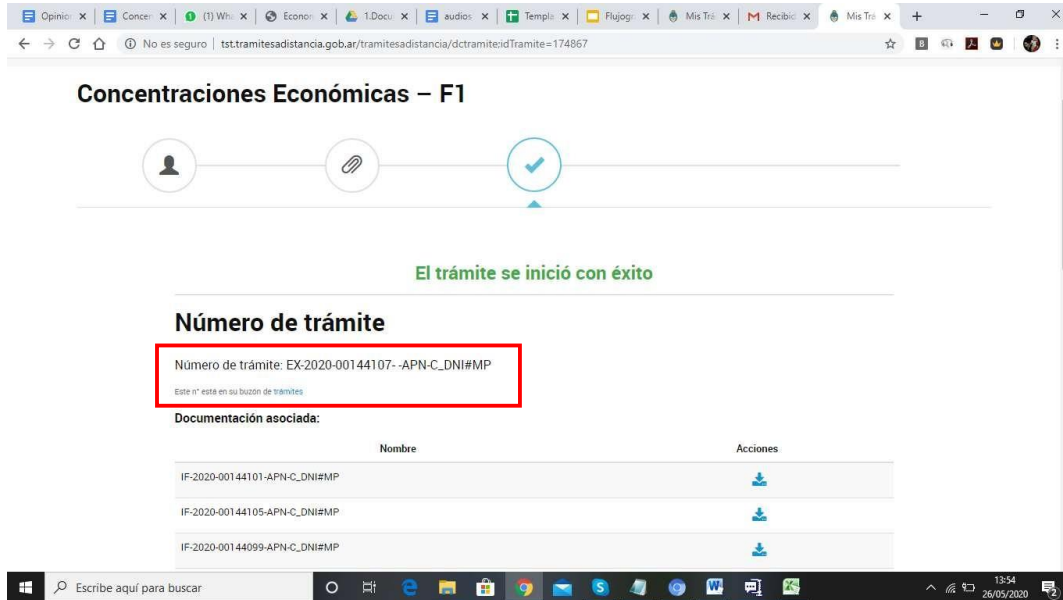 Opinio
Concer
(1) Wh
Econor
1.Docu
audios
Templa
Flujogr
Mis Trá
Recibid
Mis Trá
No es seguro | tst.tramitesadistancia.gob.ar/tramitesadistancia/dctramite;idTramite=174867
Concentraciones Económicas – F1
El trámite se inició con éxito
Número de trámite
Número de trámite: EX-2020-00144107- -APN-C_DNI#MP
Este n° está en su buzón de trámites
Documentación asociada:
Nombre Acciones
IF-2020-00144101-APN-C_DNI#MP
IF-2020-00144105-APN-C_DNI#MP
IF-2020-00144099-APN-C_DNI#MP
Escribe aquí para buscar
13:54
26/05/2020